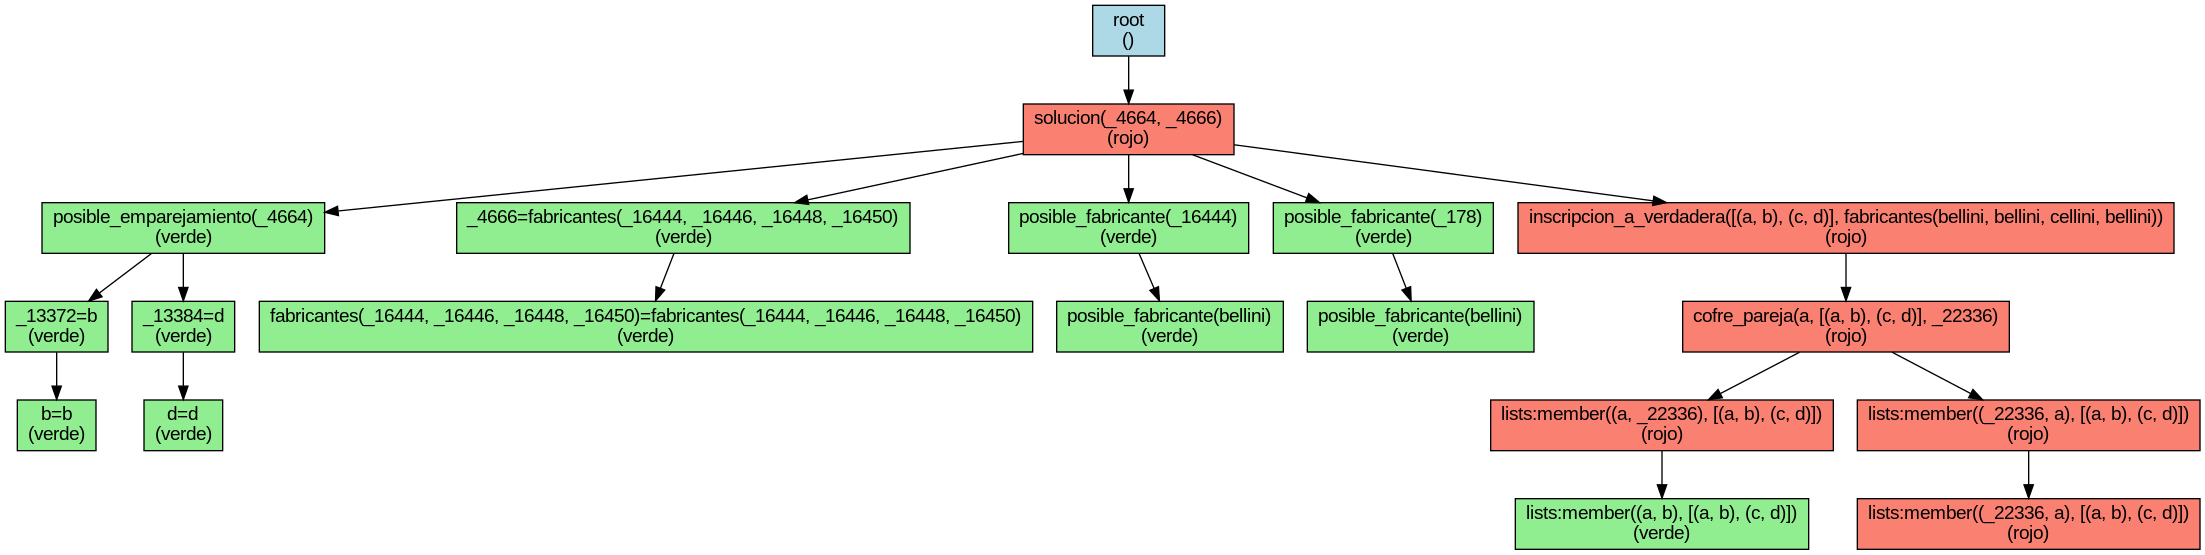 root
()
solucion(_4664, _4666)
(rojo)
posible_emparejamiento(_4664)
(verde)
_4666=fabricantes(_16444, _16446, _16448, _16450)
(verde)
posible_fabricante(_16444)
(verde)
posible_fabricante(_178)
(verde)
inscripcion_a_verdadera([(a, b), (c, d)], fabricantes(bellini, bellini, cellini, bellini))
(rojo)
_13372=b
(verde)
_13384=d
(verde)
fabricantes(_16444, _16446, _16448, _16450)=fabricantes(_16444, _16446, _16448, _16450)
(verde)
posible_fabricante(bellini)
(verde)
posible_fabricante(bellini)
(verde)
cofre_pareja(a, [(a, b), (c, d)], _22336)
(rojo)
b=b
(verde)
d=d
(verde)
lists:member((a, _22336), [(a, b), (c, d)])
(rojo)
lists:member((_22336, a), [(a, b), (c, d)])
(rojo)
lists:member((a, b), [(a, b), (c, d)])
(verde)
lists:member((_22336, a), [(a, b), (c, d)])
(rojo)